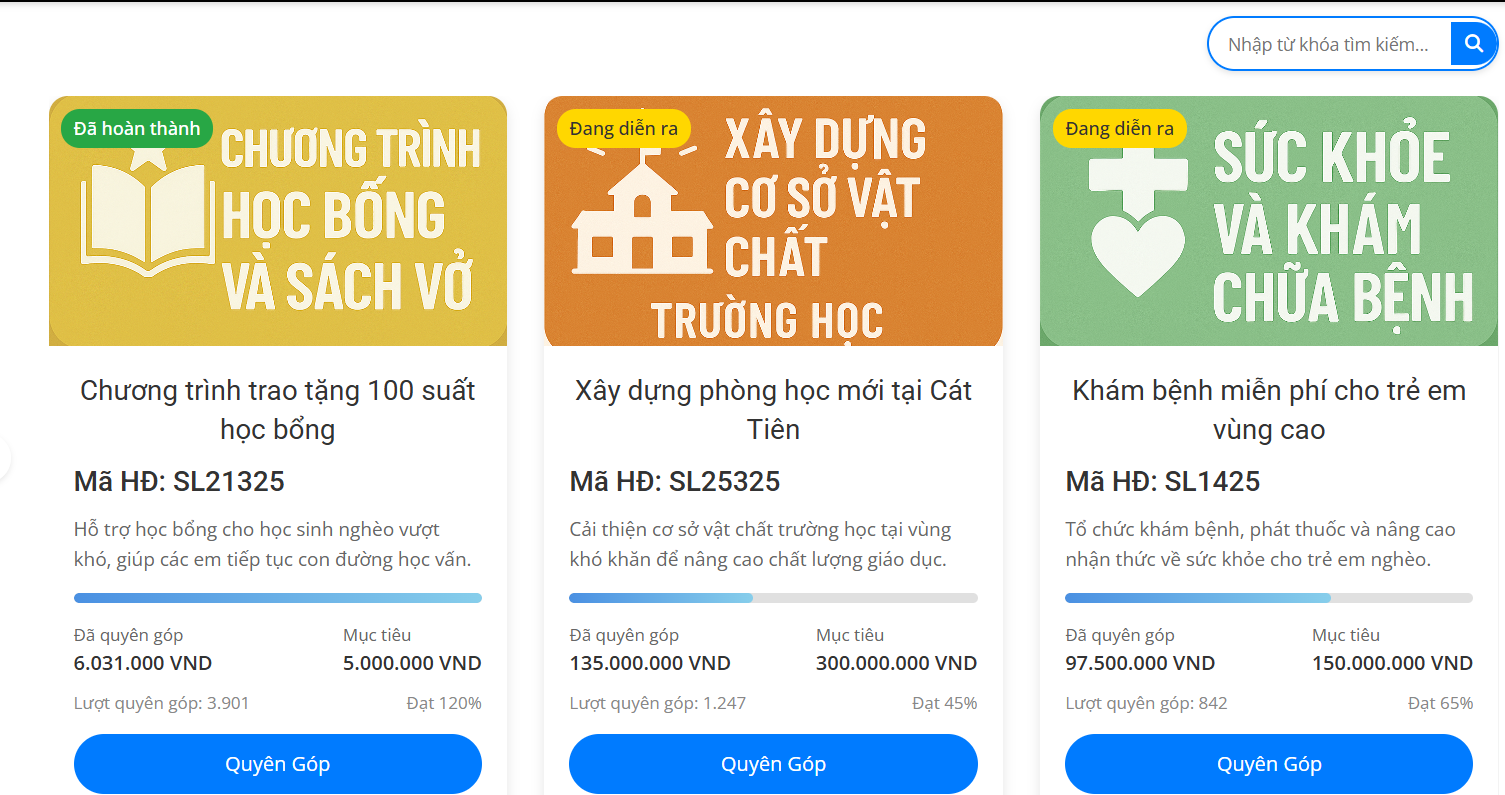 Nhập từ khóa tìm kiếm...
Đã hoàn thành
CHƯƠNG TRÌNH
HỌC BỔNG
VÀ SÁCH VỞ
Chương trình trao tặng 100 suất
học bổng
Mã HĐ: SL21325
Hỗ trợ học bổng cho học sinh nghèo vượt
khó, giúp các em tiếp tục con đường học vấn.
Đã quyên góp
Mục tiêu
6.031.000 VND
5.000.000 VND
Lượt quyên góp: 3.901
Đạt 120%
Quyên Góp
Đang diễn ra
XÂY DỰNG
CƠ SỞ VẬT
CHẤT
TRƯỜNG HỌC
Xây dựng phòng học mới tại Cát
Tiên
Mã HĐ: SL25325
Cải thiện cơ sở vật chất trường học tại vùng
khó khăn để nâng cao chất lượng giáo dục.
Đã quyên góp
Mục tiêu
135.000.000 VND
300.000.000 VND
Lượt quyên góp: 1.247
Đạt 45%
Quyên Góp
Đang diễn ra
SỨC KHỎE
VÀ KHÁM
CHỮA BỆNH
Khám bệnh miễn phí cho trẻ em
vùng cao
Mã HĐ: SL1425
Tổ chức khám bệnh, phát thuốc và nâng cao
nhận thức về sức khỏe cho trẻ em nghèo.
Đã quyên góp
Mục tiêu
97.500.000 VND
150.000.000 VND
Lượt quyên góp: 842
Đạt 65%
Quyên Góp